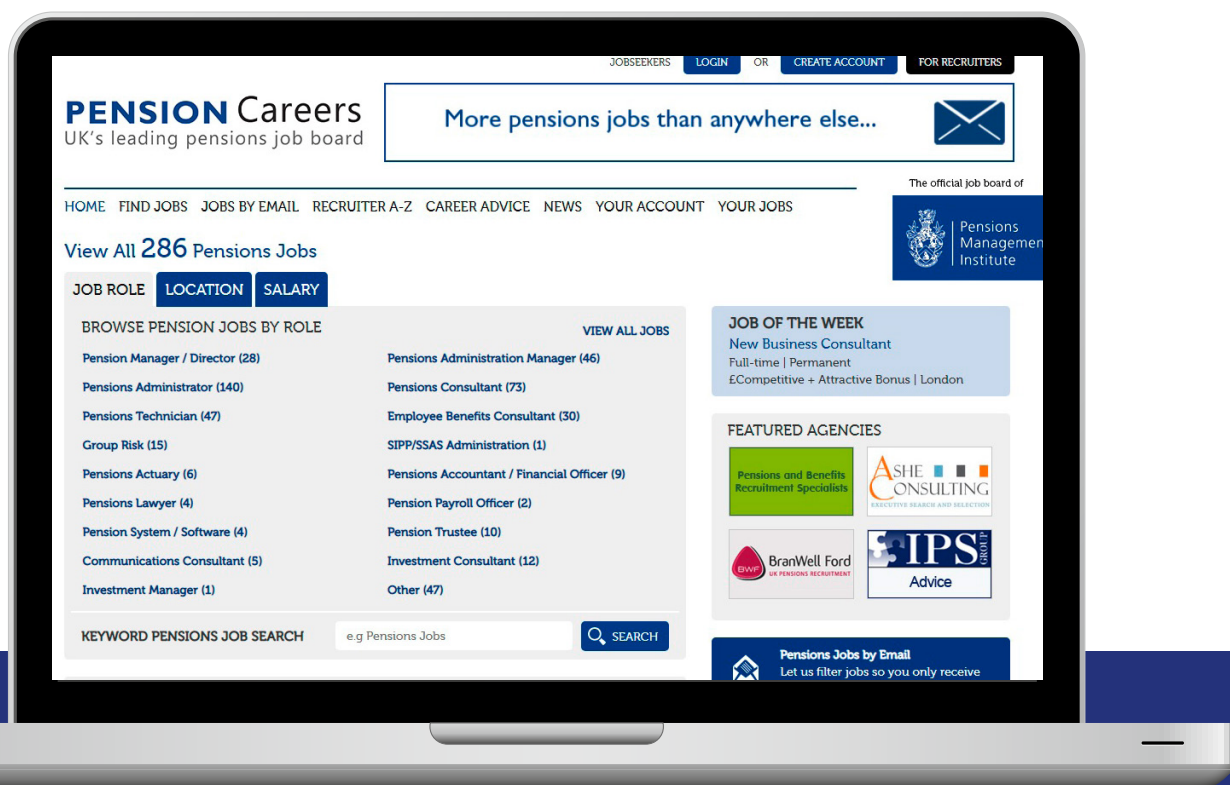 JOBSEEKERS LOGIN OR CREATE ACCOUNT FOR RECRUITERS
PENSION Careers
UK's leading pensions job board
More pensions jobs than anywhere else...
The official job board of
HOME FIND JOBS JOBS BY EMAIL RECRUITER A-Z CAREER ADVICE NEWS YOUR ACCOUNT YOUR JOBS
Pensions
Managemen
Institute
View All 286 Pensions Jobs
JOB ROLE LOCATION SALARY
BROWSE PENSION JOBS BY ROLE VIEW ALL JOBS
Pension Manager / Director (28) Pensions Administration Manager (46)
Pensions Administrator (140) Pensions Consultant (73)
Pensions Technician (47) Employee Benefits Consultant (30)
Group Risk (15) SIPP/SSAS Administration (1)
Pensions Actuary (6) Pensions Accountant / Financial Officer (9)
Pensions Lawyer (4) Pension Payroll Officer (2)
Pension System / Software (4) Pension Trustee (10)
Communications Consultant (5) Investment Consultant (12)
Investment Manager (1) Other (47)
KEYWORD PENSIONS JOB SEARCH e.g Pensions Jobs SEARCH
JOB OF THE WEEK
New Business Consultant
Full-time | Permanent
£Competitive + Attractive Bonus | London
FEATURED AGENCIES
Pensions and Benefits
Recruitment Specialists
ASHE
CONSULTING
EXECUTIVE SEARCH AND SELECTION
BWF BranWell Ford
UK PENSIONS RECRUITMENT
IPS GROUP
Advice
Pensions Jobs by Email
Let us filter jobs so you only receive